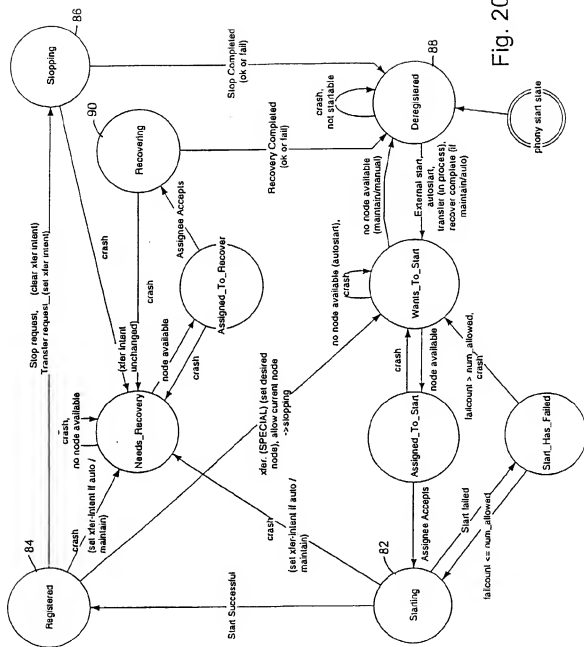 86
Stopping
Stop Completed
(ok or fail)
Fig. 20
90
Recovering
Recovery Completed
(ok or fail)
crash,
not startable
88
Deregistered
phony start state
Stop request, (clear xfer intent)
Transfer request (set xfer intent)
crash
crash
Assignee Accepts
Assigned_To_Recover
(xfer intent
unchanged)
node available
crash
crash,
no node available
Needs_Recovery
no node available
(maintain/manual)
External start,
autostart,
transfer (in process),
recover complete (if
maintain/auto)
no node available (autostart),
crash
Wants_To_Start
xfer. (SPECIAL) (set desired
node), allow current node
->stopping
crash
node available
failcount > num_allowed,
crash
84
Registered
crash
(set xfer-intent if auto /
maintain)
crash
(set xfer-intent if auto /
maintain)
Assigned_To_Start
Assignee Accepts
Start_Has_Failed
Start Successful
82
Starting
Start failed
failcount <= num_allowed